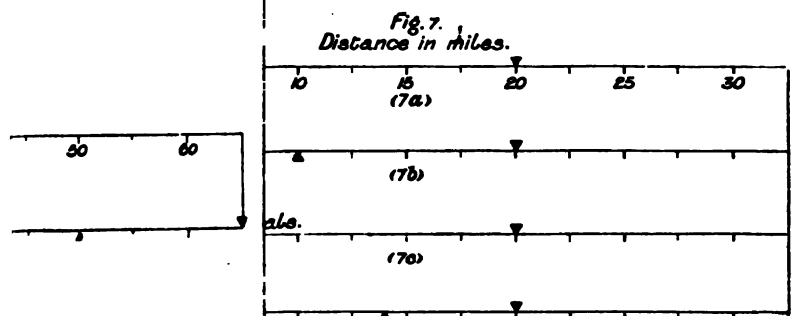 Fig. 7.
Distance in miles.
10 15 20 25 30
(7a)
50 60
(7b)
als.
(7c)